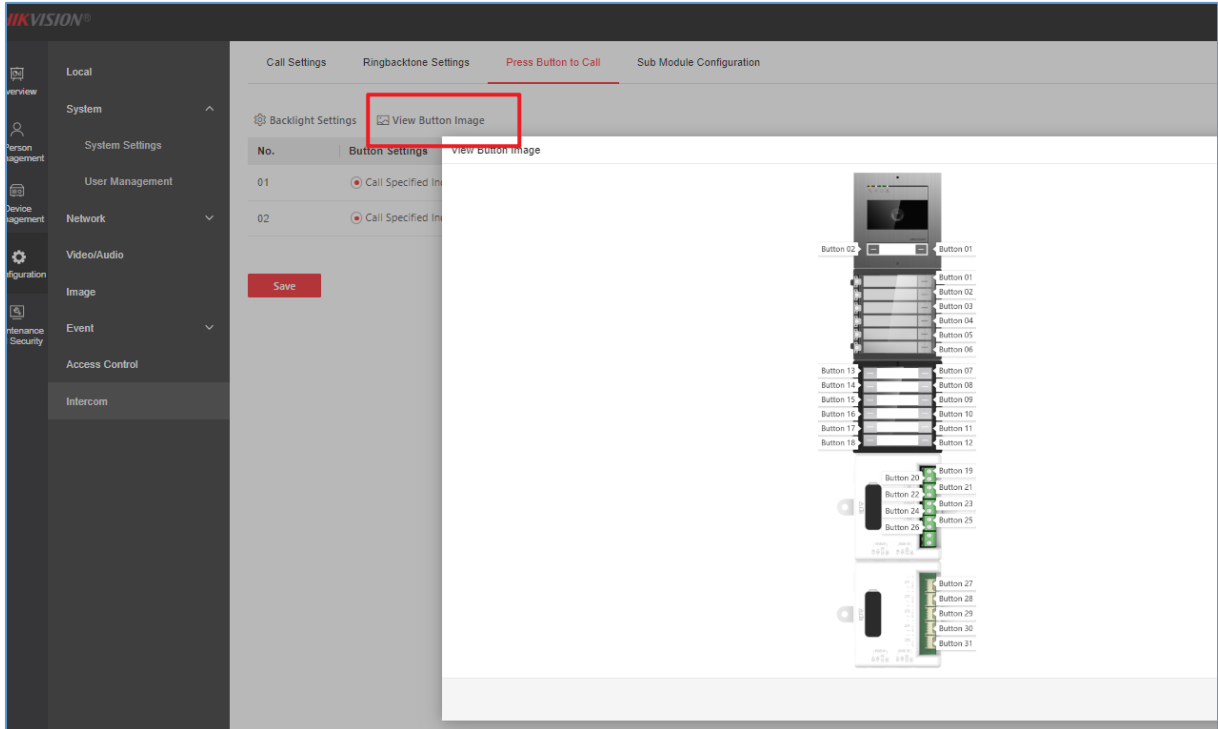 HIKVISION®
Call Settings Ringbacktone Settings Press Button to Call Sub Module Configuration
Local
System
System Settings
User Management
Network
Video/Audio
Image
Event
Access Control
Intercom
verview
Person
nagement
Device
nagement
nfiguration
ntenance
Security
Backlight Settings View Button Image
No. Button Settings View Button Image
01 Call Specified In
02 Call Specified In
Save
Button 02 Button 01
Button 01
Button 02
Button 03
Button 04
Button 05
Button 06
Button 13 Button 07
Button 14 Button 08
Button 15 Button 09
Button 16 Button 10
Button 17 Button 11
Button 18 Button 12
Button 19
Button 20
Button 21
Button 22
Button 23
Button 24
Button 25
Button 26
Button 27
Button 28
Button 29
Button 30
Button 31